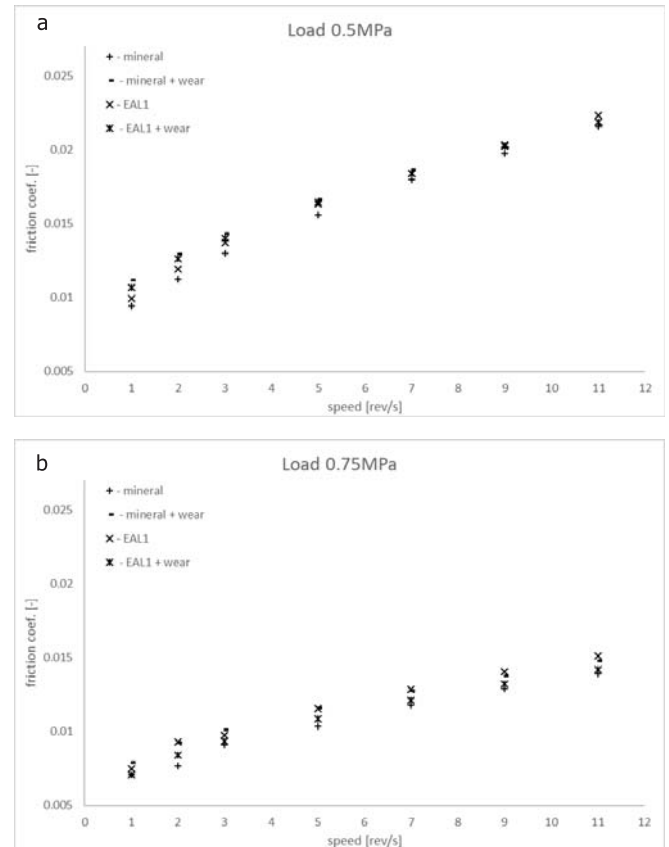 a
Load 0.5MPa
- mineral
- mineral + wear
- EAL1
- EAL1 + wear
friction coef. [-]
0.025
0.02
0.015
0.01
0.005
0 1 2 3 4 5 6 7 8 9 10 11 12
speed [rev/s]
b
Load 0.75MPa
- mineral
- mineral + wear
- EAL1
- EAL1 + wear
friction coef. [-]
0.025
0.02
0.015
0.01
0.005
0 1 2 3 4 5 6 7 8 9 10 11 12
speed [rev/s]